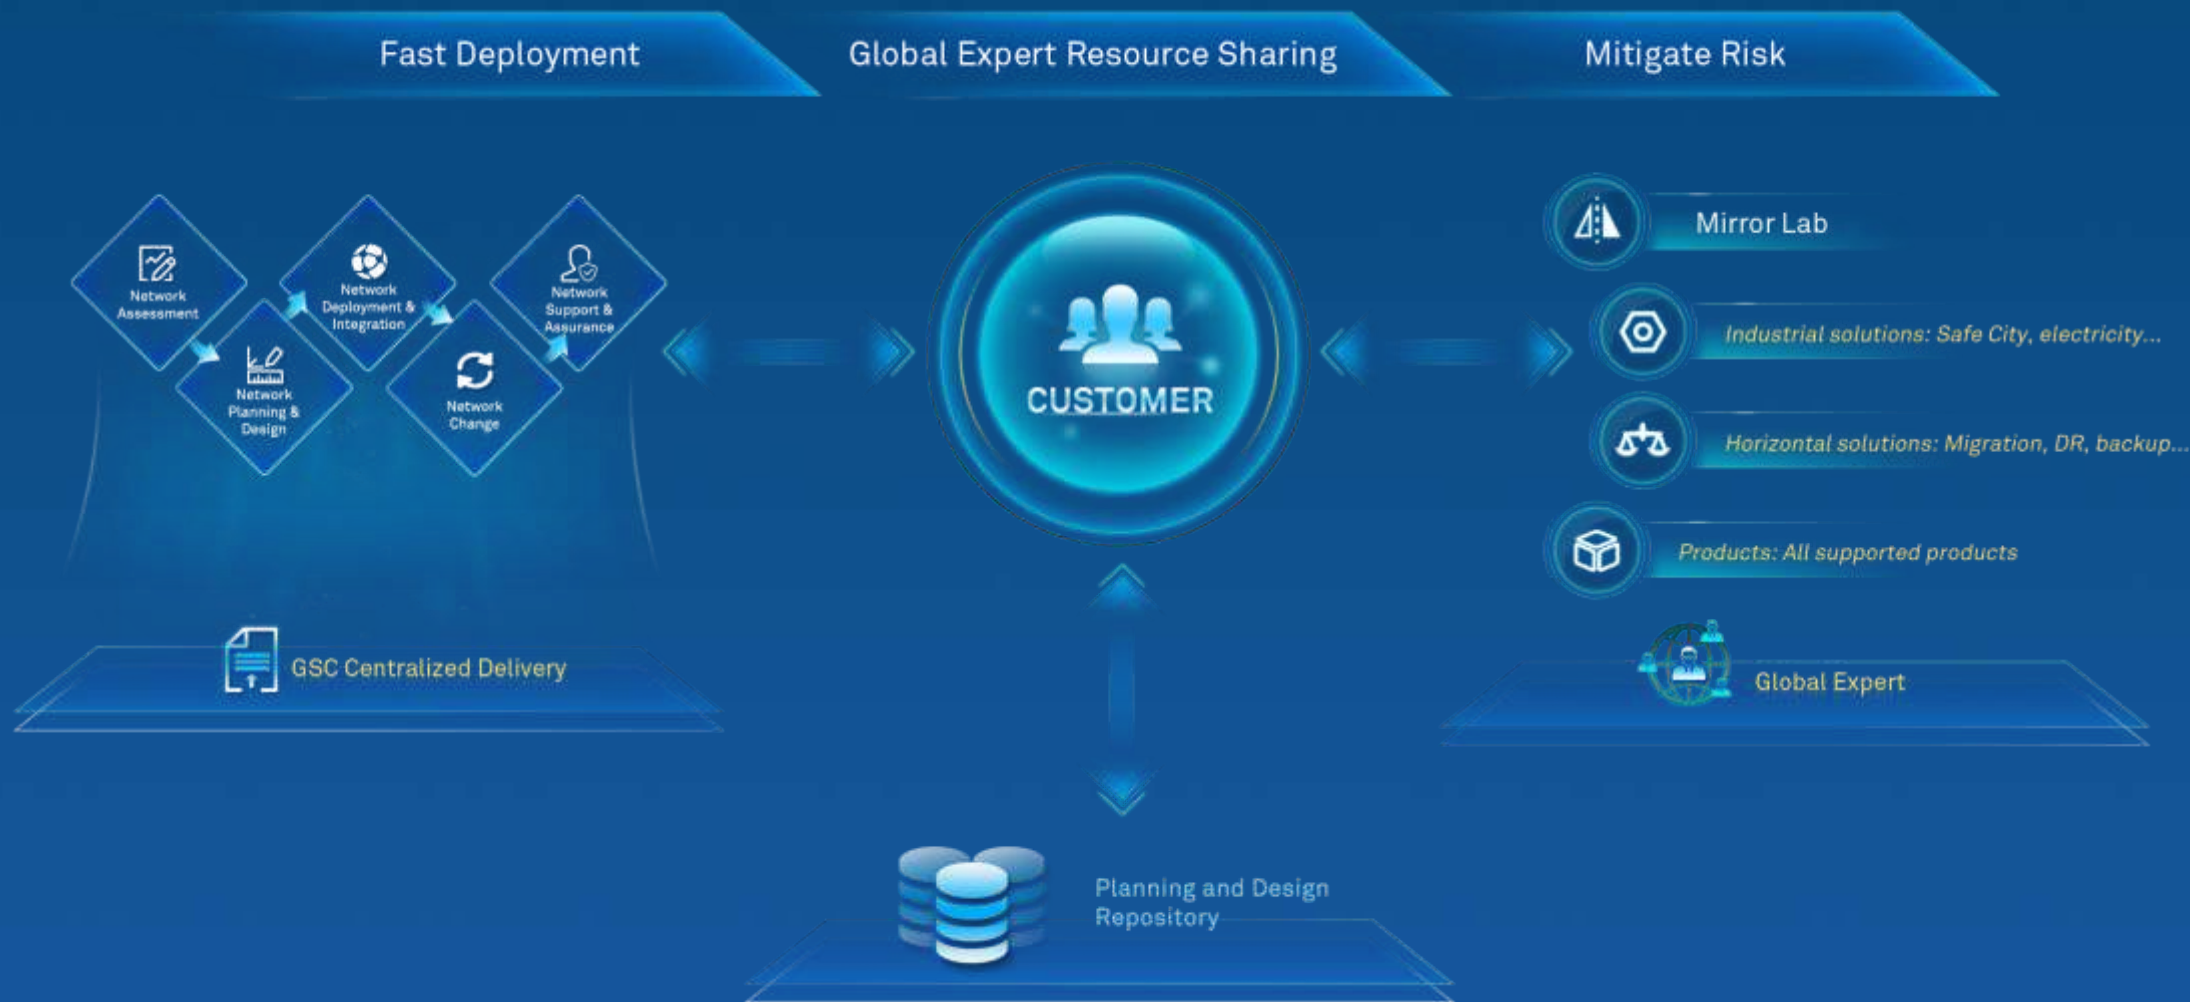 Fast Deployment
Global Expert Resource Sharing
Mitigate Risk
Network
Assessment
Network
Planning &
Design
Network
Deployment &
Integration
Network
Change
Network
Support &
Assurance
GSC Centralized Delivery
CUSTOMER
Planning and Design
Repository
Mirror Lab
Industrial solutions: Safe City, electricity...
Horizontal solutions: Migration, DR, backup...
Products: All supported products
Global Expert